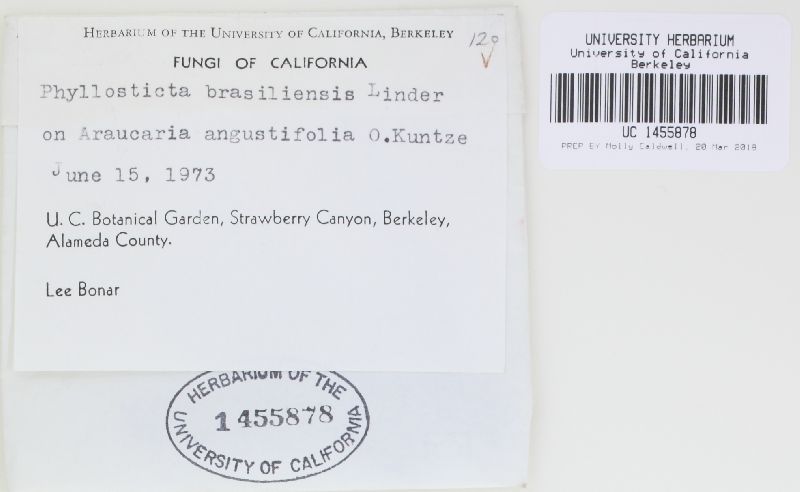 HERBARIUM OF THE UNIVERSITY OF CALIFORNIA, BERKELEY
120
FUNGI OF CALIFORNIA
Phyllosticta brasiliensis Linder
on Araucaria angustifolia O.Kuntze
June 15, 1973
U. C. Botanical Garden, Strawberry Canyon, Berkeley,
Alameda County.
Lee Bonar
HERBARIUM OF THE
1455878
UNIVERSITY OF CALIFORNIA
UNIVERSITY HERBARIUM
University of California
Berkeley
UC 1455878
PREP BY Molly Caldwell, 20 Mar 2018